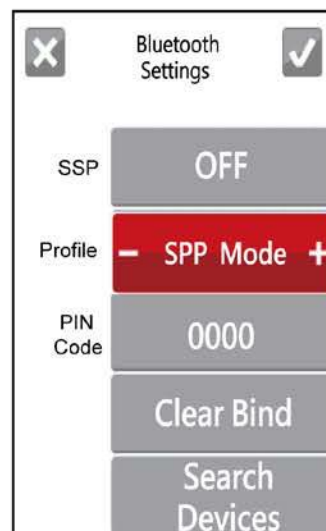 Bluetooth
Settings
SSP OFF
Profile - SPP Mode +
PIN
Code 0000
Clear Bind
Search
Devices